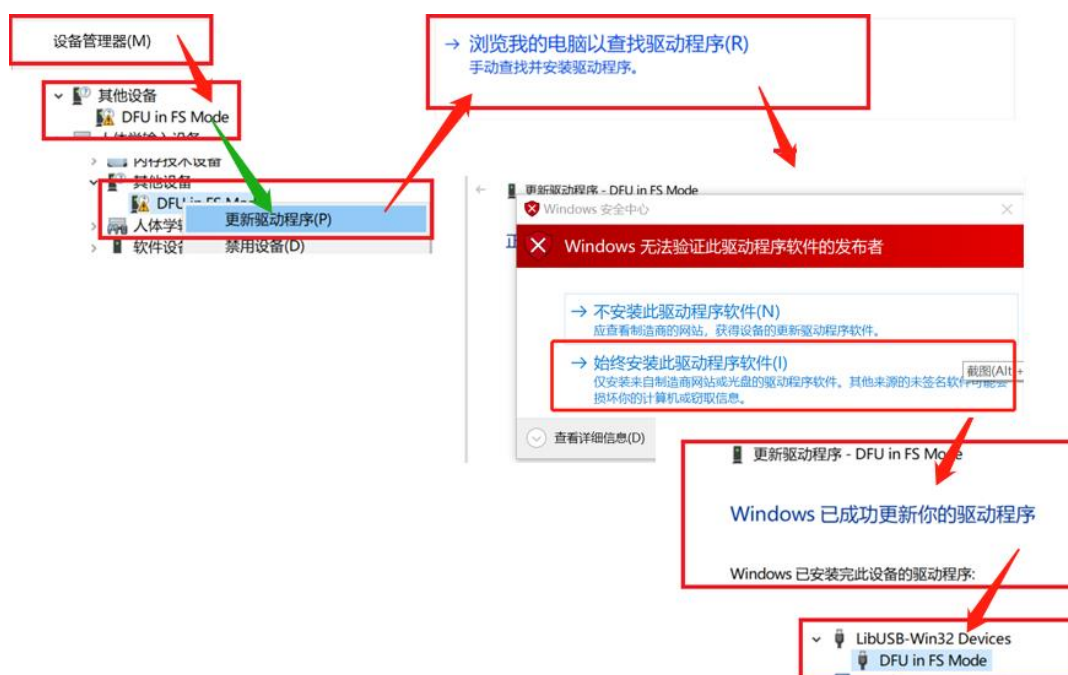 设备管理器(M)
其他设备
DFU in FS Mode
内存技术设备
其他设备
DFU
更新驱动程序(P)
软件设
禁用设备(D)
→ 浏览我的电脑以查找驱动程序(R)
手动查找并安装驱动程序。
更新驱动程序 - DFU in FS Mode
Windows 安全中心
Windows 无法验证此驱动程序软件的发布者
→ 不安装此驱动程序软件(N)
应查看制造商的网站，获得设备的更新驱动程序软件。
→ 始终安装此驱动程序软件(I)
仅安装来自制造商网站或光盘的驱动程序软件。其他来源的未签名软件可能会
损坏你的计算机或窃取信息。
截图(Alt +
查看详细信息(D)
更新驱动程序 - DFU in FS Mode
Windows 已成功更新你的驱动程序
Windows 已安装完此设备的驱动程序:
LibUSB-Win32 Devices
DFU in FS Mode